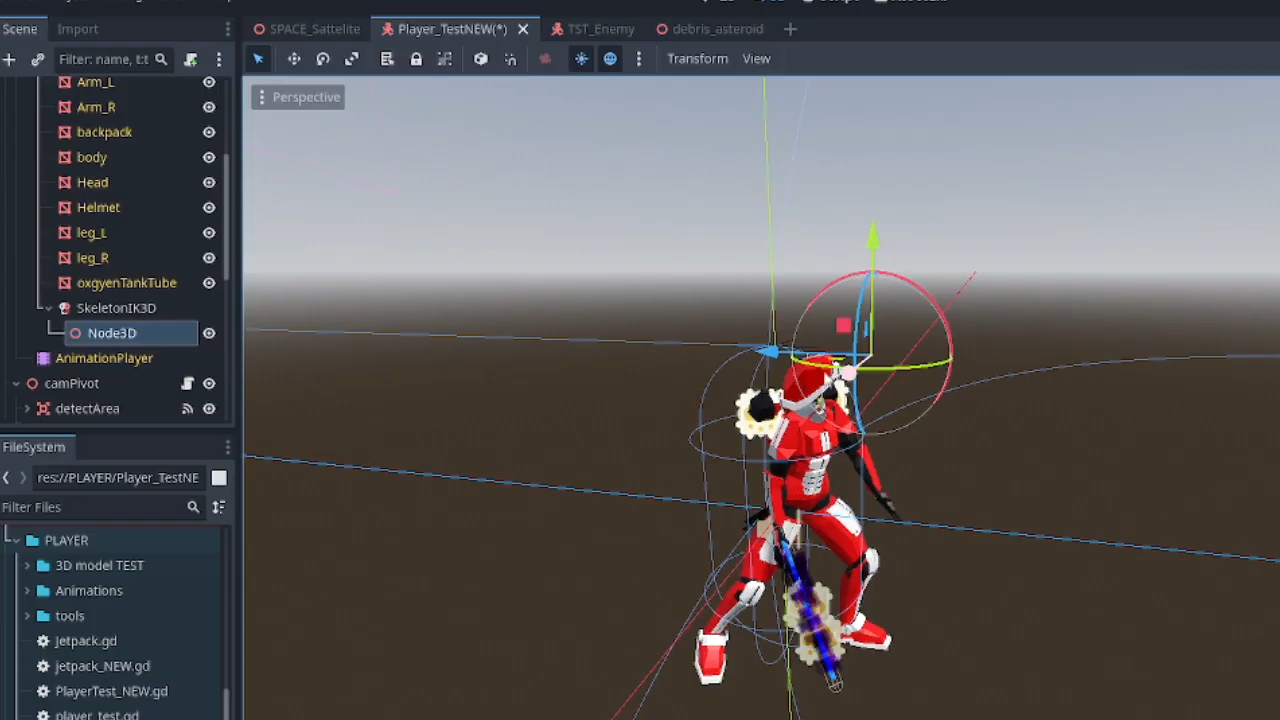 Scene Import
SPACE_Sattelite Player_TestNEW(*) TST_Enemy debris_asteroid
Filter: name, t:t
Transform View
Perspective
Arm_L
Arm_R
backpack
body
Head
Helmet
leg_L
leg_R
oxgyenTankTube
SkeletonIK3D
Node3D
AnimationPlayer
camPivot
detectArea
FileSystem
res://PLAYER/Player_TestNE
Filter Files
PLAYER
3D model TEST
Animations
tools
jetpack.gd
jetpack_NEW.gd
PlayerTest_NEW.gd
player_test.gd